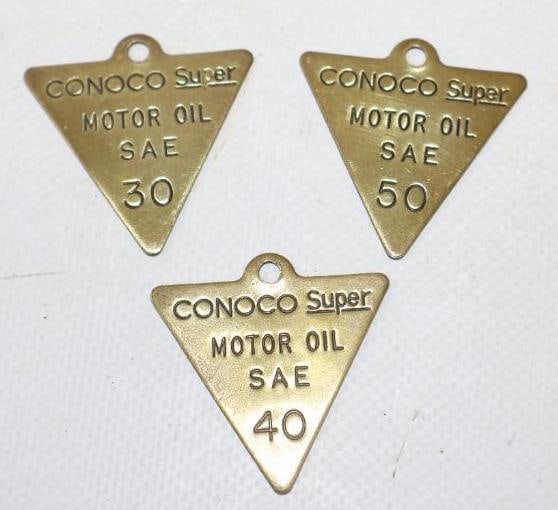 CONOCO Super
MOTOR OIL
SAE
30
CONOCO Super
MOTOR OIL
SAE
50
CONOCO Super
MOTOR OIL
SAE
40